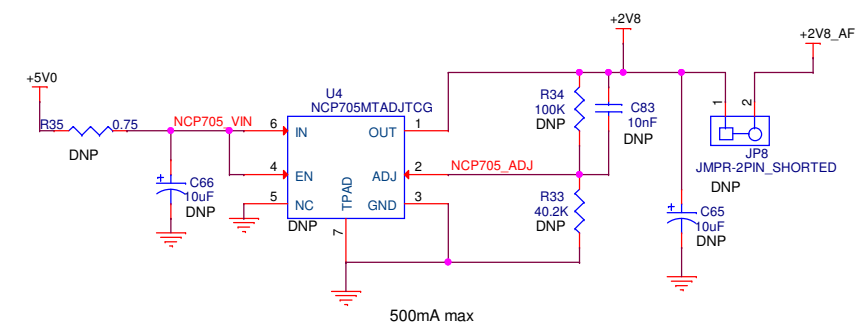 +2V8
+2V8_AF
+5V0
U4
NCP705MTADJTCG
R35
0.75
DNP
NCP705_VIN
6
IN
OUT
1
4
EN
ADJ
2
NCP705_ADJ
5
NC
TPAD
GND
3
DNP
7
C66
10uF
DNP
R34
100K
DNP
C83
10nF
DNP
R33
40.2K
DNP
1
2
JP8
JMPR-2PIN_SHORTED
DNP
C65
10uF
DNP
500mA max